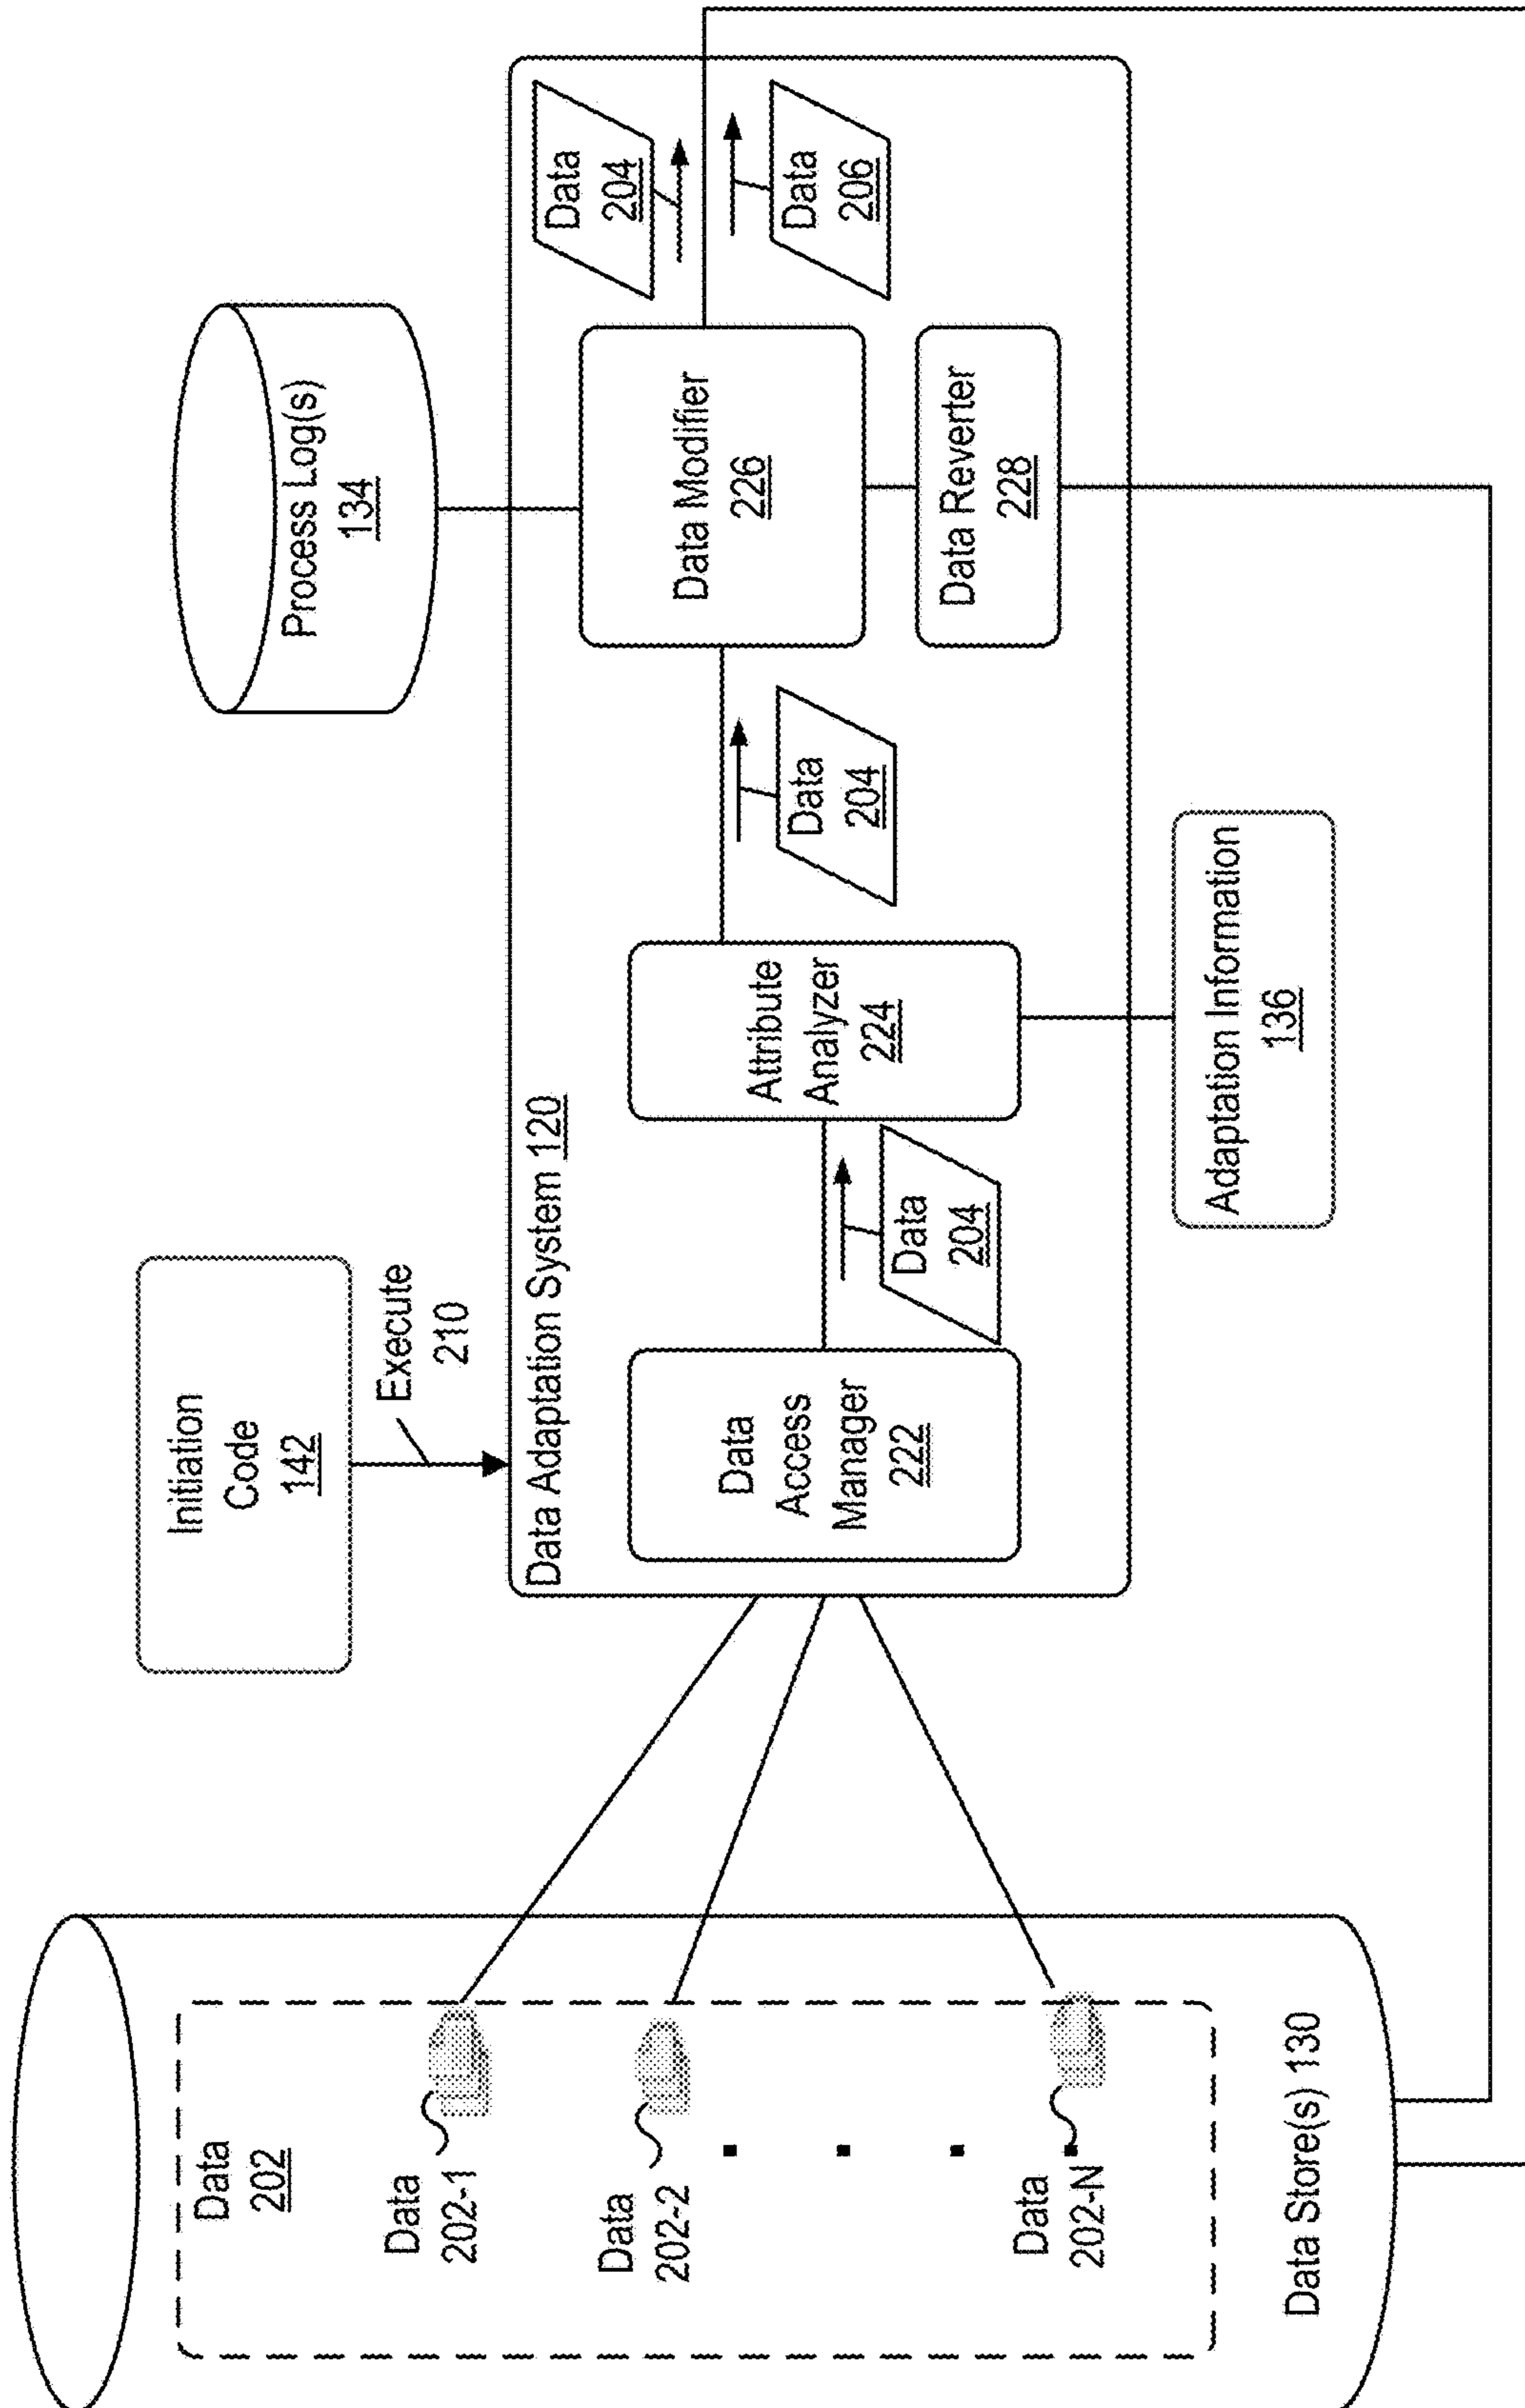 Data
202
Data
202-1
Data
202-2
Data
202-N
Data Store(s) 130
Initiation
Code
142
Execute
210
Data Adaptation System 120
Data
Access
Manager
222
Data
204
Attribute
Analyzer
224
Adaptation Information
136
Data
204
Process Log(s)
134
Data Modifier
226
Data Reverter
228
Data
204
Data
206